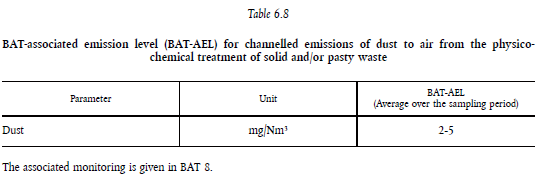 Table 6.8
BAT-associated emission level (BAT-AEL) for channelled emissions of dust to air from the physico-
chemical treatment of solid and/or pasty waste
Parameter Unit BAT-AEL
(Average over the sampling period)
Dust mg/Nm³ 2-5
The associated monitoring is given in BAT 8.